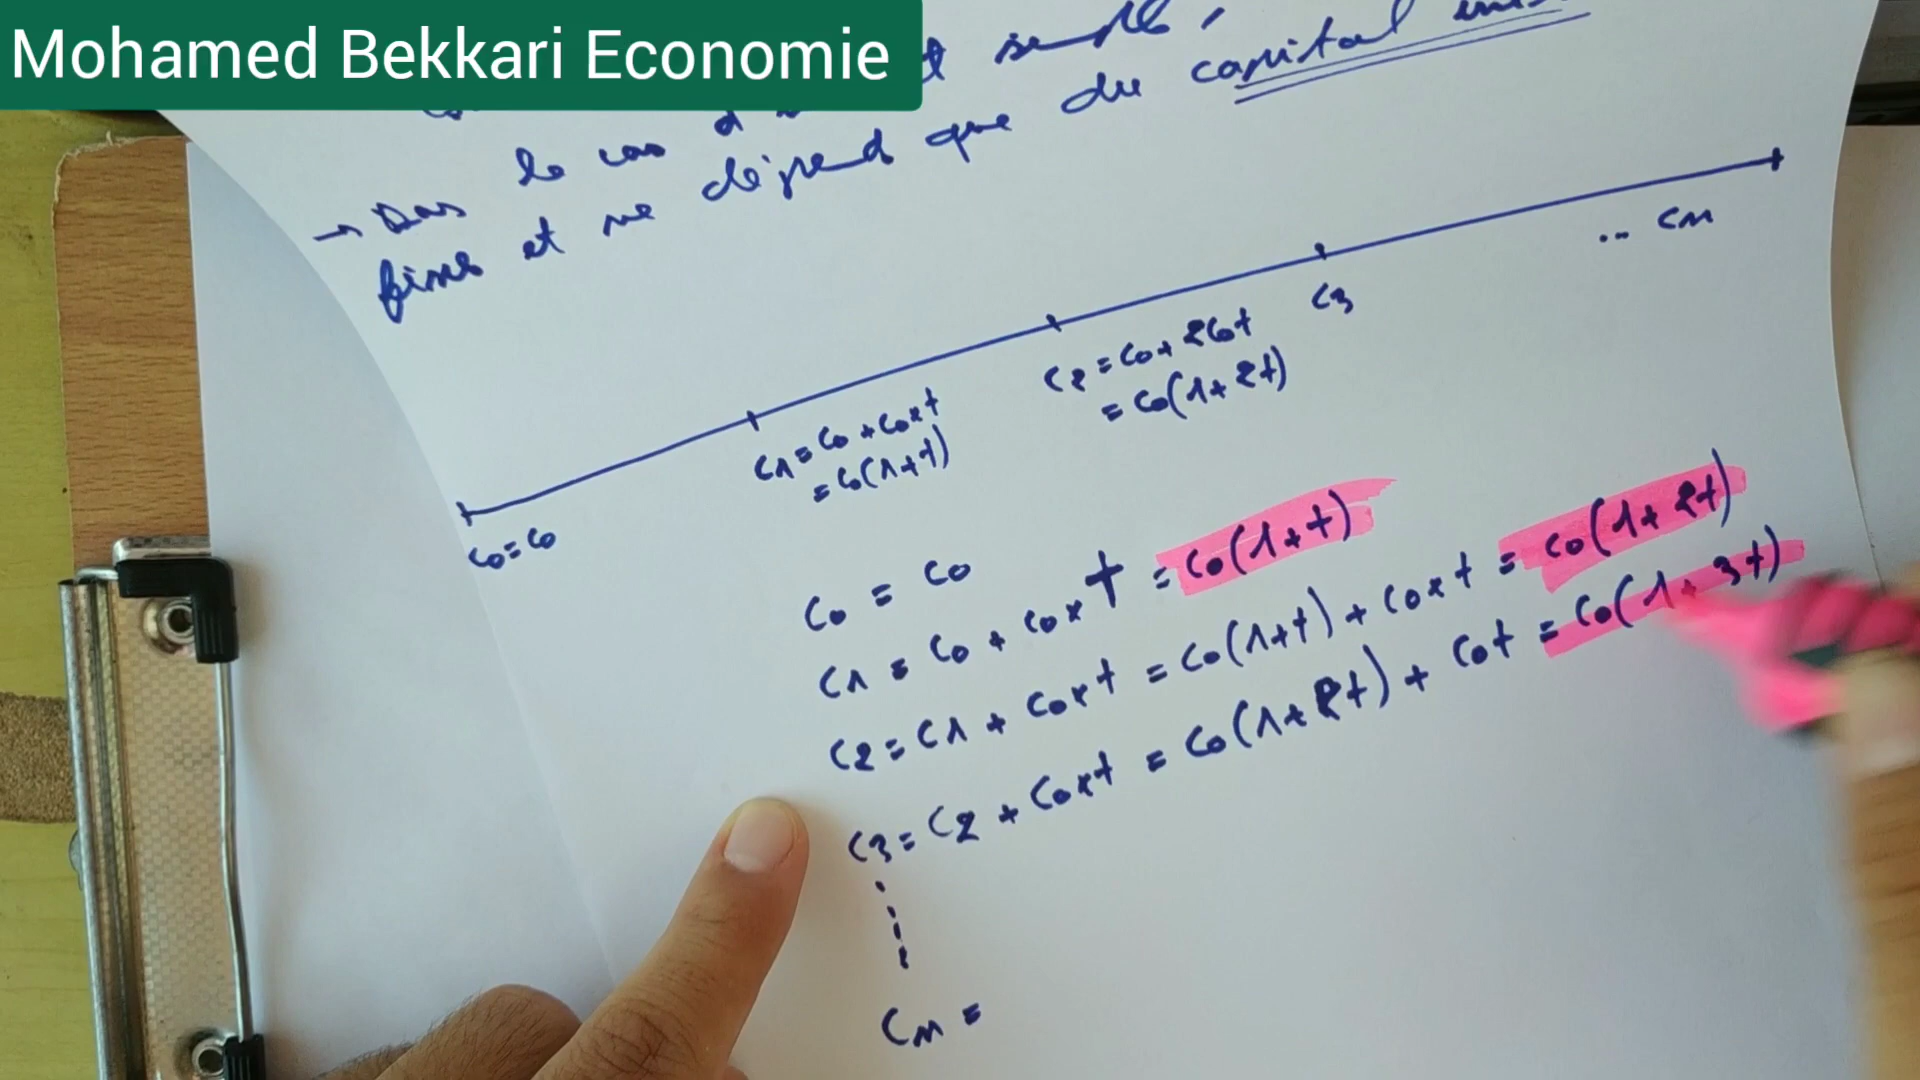 Mohamed Bekkari Economie
t simple,
→ Dans le cas d'
fixe et ne dépend que du capital
C0 = C0
C1 = C0 + C0×t
= C0(1+t)
C2 = C0 + 2C0t
= C0(1+2t)
C3
... Cn
C0 = C0
C1 = C0 + C0×t = C0(1+t)
C2 = C1 + C0×t = C0(1+t) + C0×t = C0(1+2t)
C3 = C2 + C0×t = C0(1+2t) + C0t = C0(1+3t)
Cn =